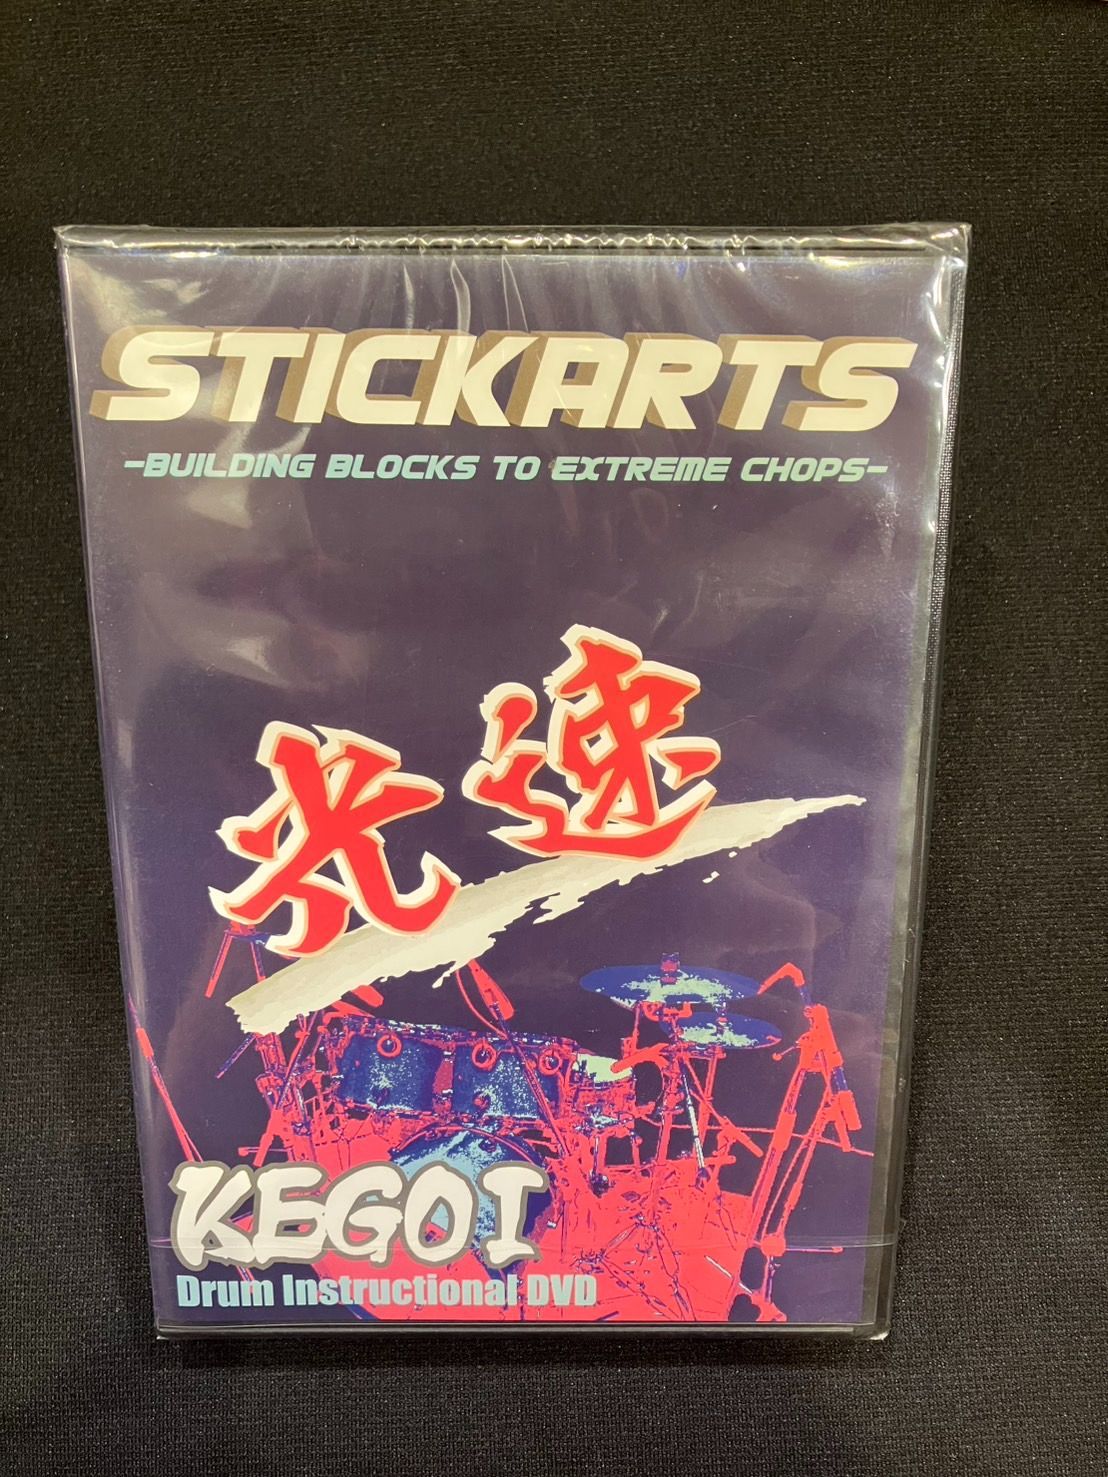 STICKARTS
-BUILDING BLOCKS TO EXTREME CHOPS-
光速
KEGOI
Drum Instructional DVD